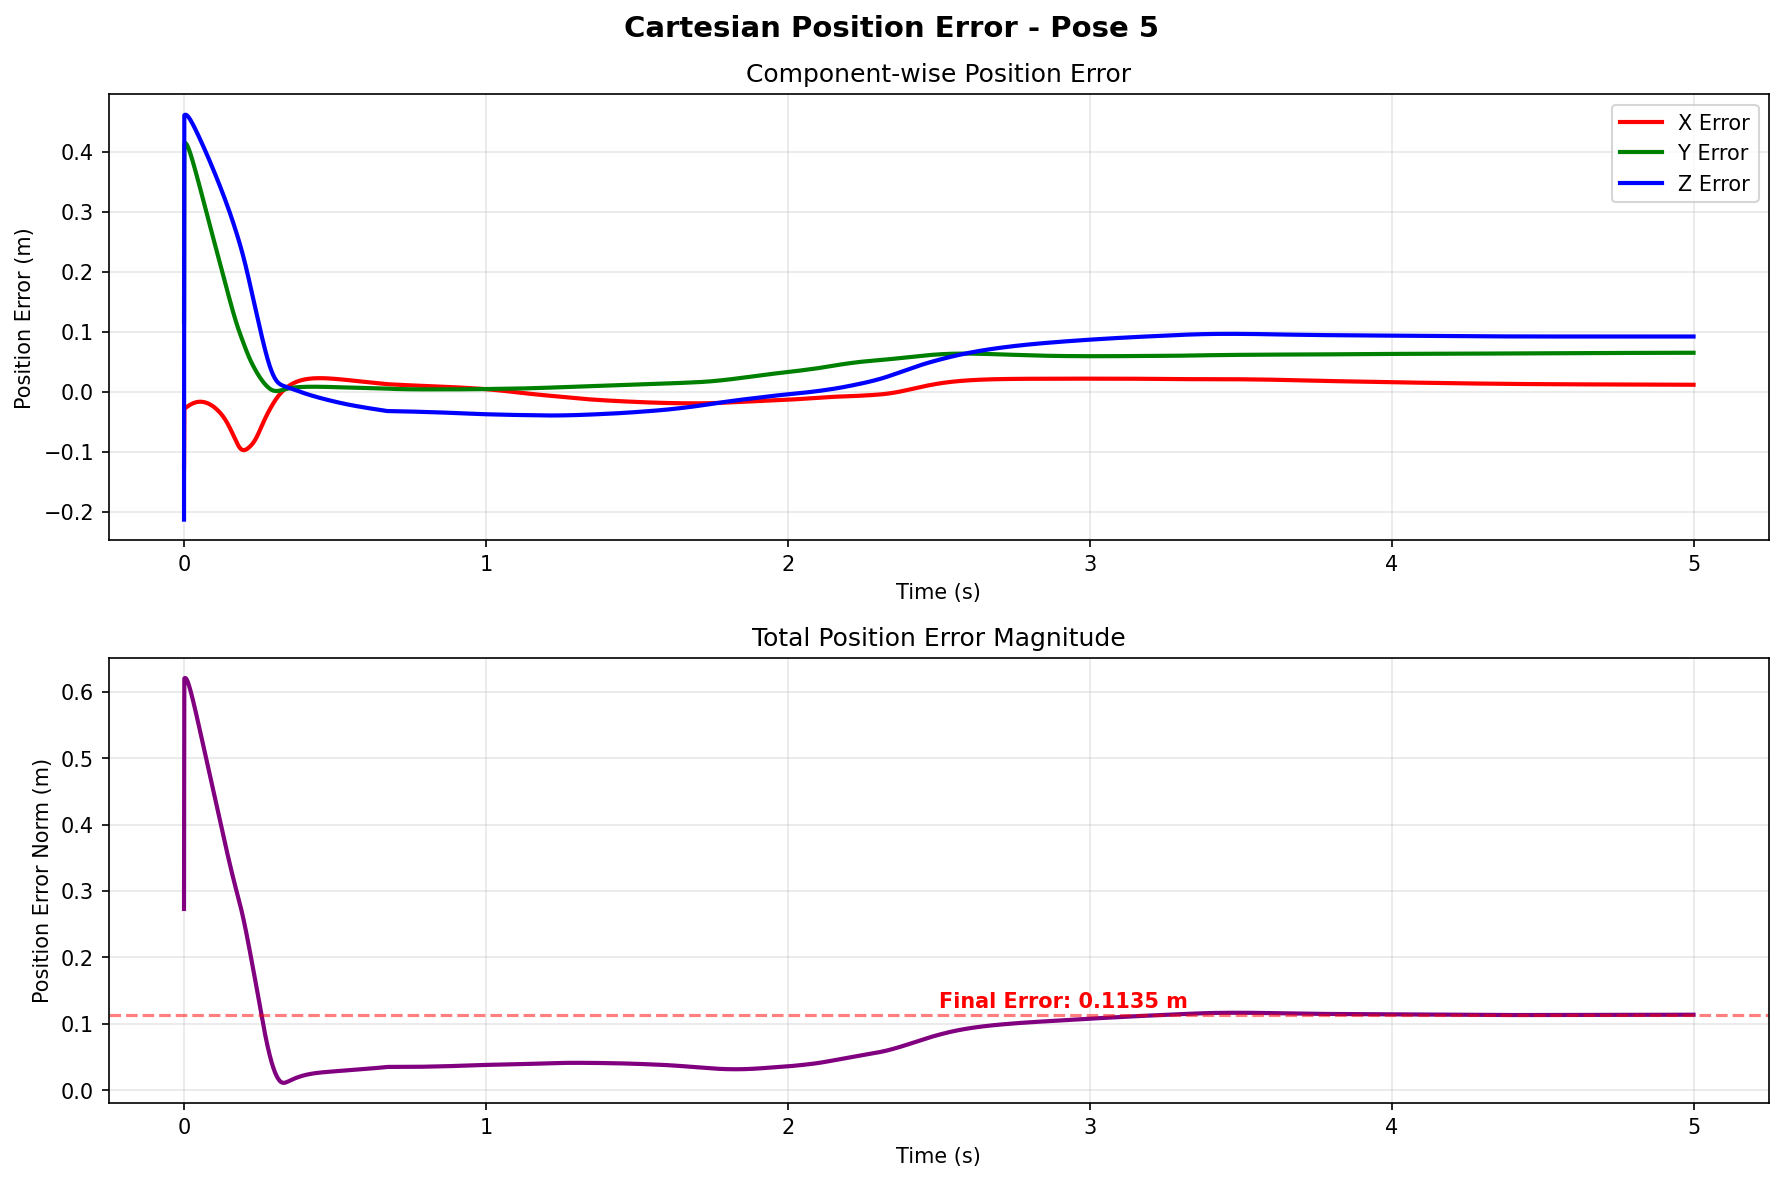 Cartesian Position Error - Pose 5
Component-wise Position Error
Position Error (m)
0.4
0.3
0.2
0.1
0.0
−0.1
−0.2
X Error
Y Error
Z Error
0 1 2 3 4 5
Time (s)
Total Position Error Magnitude
Position Error Norm (m)
0.6
0.5
0.4
0.3
0.2
0.1
0.0
Final Error: 0.1135 m
0 1 2 3 4 5
Time (s)